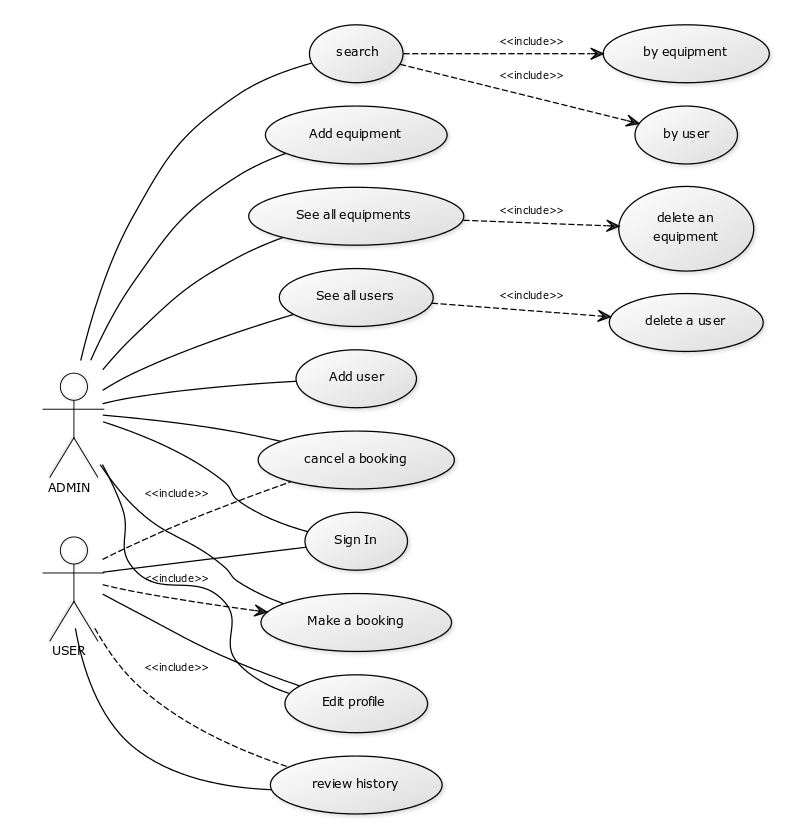 search
<<include>>
by equipment
<<include>>
Add equipment
by user
See all equipments
<<include>>
delete an
equipment
See all users
<<include>>
delete a user
Add user
cancel a booking
ADMIN
<<include>>
Sign In
<<include>>
Make a booking
USER
<<include>>
Edit profile
review history